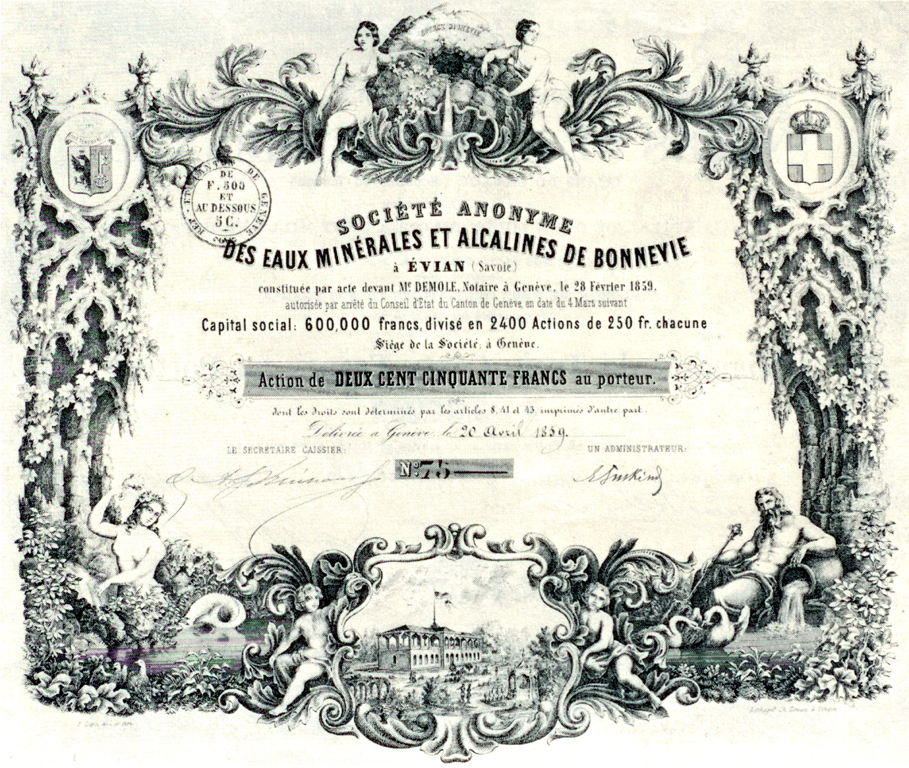 DE
F. 500
ET
AU DESSOUS
5 C.
SOCIÉTÉ ANONYME
DES EAUX MINÉRALES ET ALCALINES DE BONNEVIE
à ÉVIAN (Savoie)
constituée par acte devant Mr. DEMOLE, Notaire à Genève, le 28 Février 1859.
autorisée par arrêté du Conseil d'État du Canton de Genève, en date du 4 Mars suivant
Capital social: 600,000 francs, divisé en 2400 Actions de 250 fr. chacune
Siège de la Société: à Genève.
Action de DEUX CENT CINQUANTE FRANCS au porteur.
dont les droits sont déterminés par les articles 8, 41 et 43, imprimés d'autre part.
Délivrée à Genève le 20 Avril 1859.
LE SECRÉTAIRE CAISSIER:
UN ADMINISTRATEUR:
No. 75